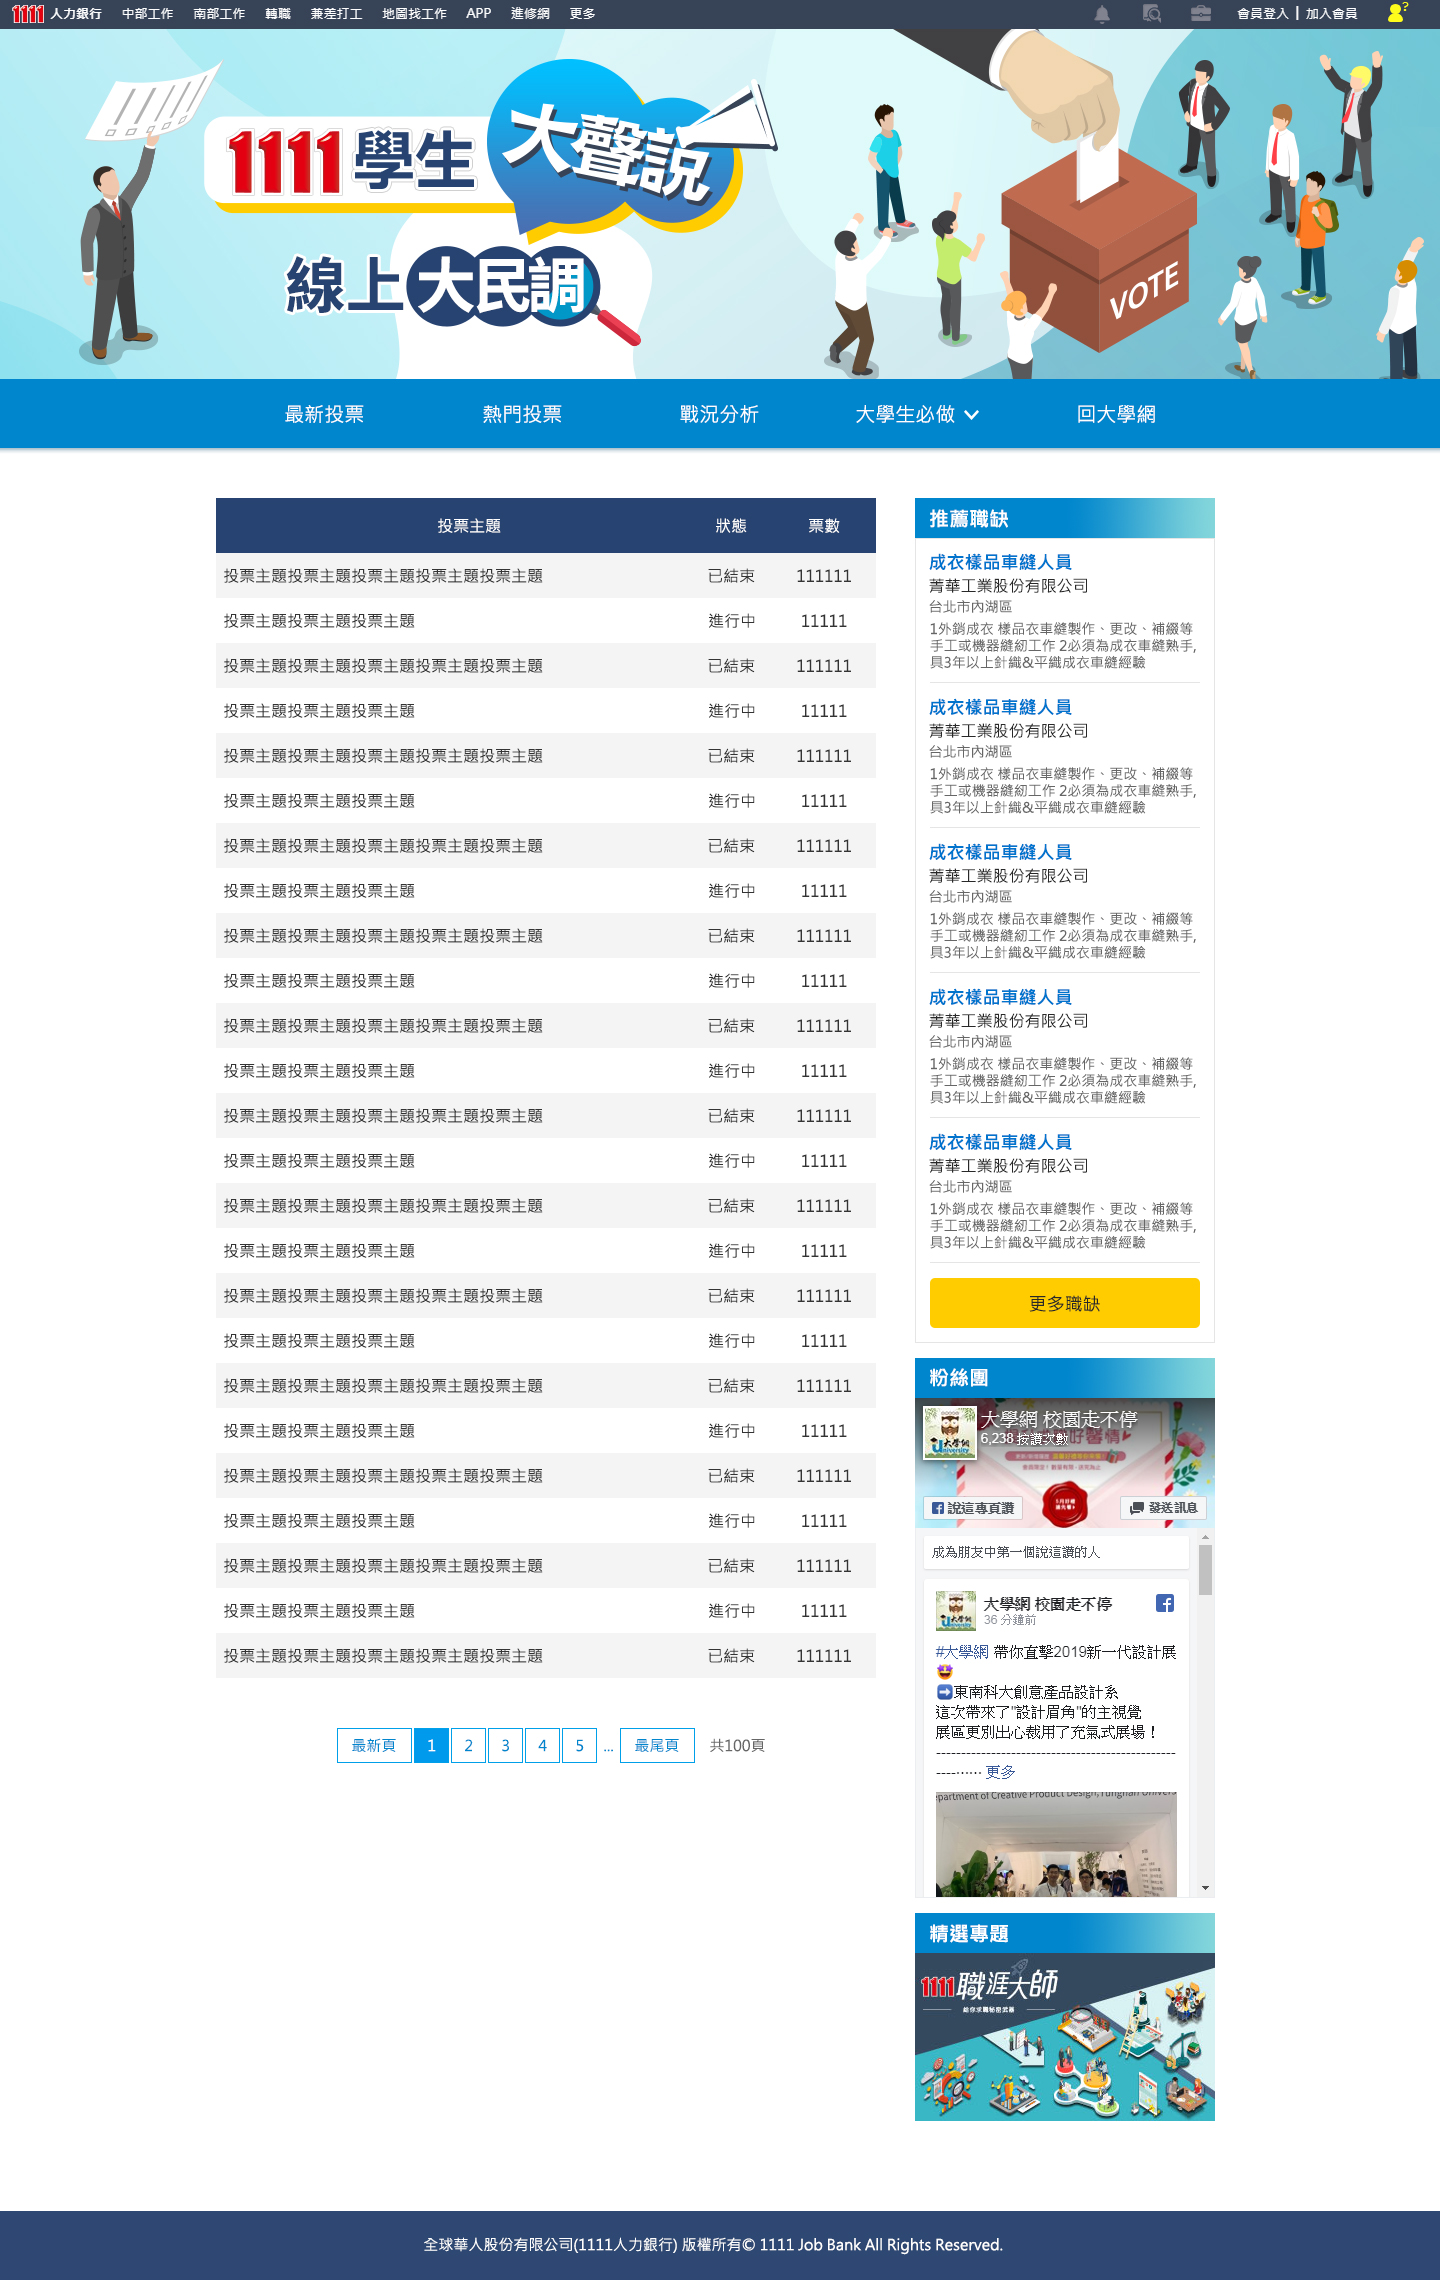 1111 人力銀行 中部工作 南部工作 轉職 兼差打工 地圖找工作 APP 進修網 更多 會員登入 | 加入會員
1111學生 大聲說
線上大民調
VOTE
最新投票 熱門投票 戰況分析 大學生必做 回大學網
投票主題 狀態 票數
投票主題投票主題投票主題投票主題投票主題 已結束 111111
投票主題投票主題投票主題 進行中 11111
投票主題投票主題投票主題投票主題投票主題 已結束 111111
投票主題投票主題投票主題 進行中 11111
投票主題投票主題投票主題投票主題投票主題 已結束 111111
投票主題投票主題投票主題 進行中 11111
投票主題投票主題投票主題投票主題投票主題 已結束 111111
投票主題投票主題投票主題 進行中 11111
投票主題投票主題投票主題投票主題投票主題 已結束 111111
投票主題投票主題投票主題 進行中 11111
投票主題投票主題投票主題投票主題投票主題 已結束 111111
投票主題投票主題投票主題 進行中 11111
投票主題投票主題投票主題投票主題投票主題 已結束 111111
投票主題投票主題投票主題 進行中 11111
投票主題投票主題投票主題投票主題投票主題 已結束 111111
投票主題投票主題投票主題 進行中 11111
投票主題投票主題投票主題投票主題投票主題 已結束 111111
投票主題投票主題投票主題 進行中 11111
投票主題投票主題投票主題投票主題投票主題 已結束 111111
投票主題投票主題投票主題 進行中 11111
投票主題投票主題投票主題投票主題投票主題 已結束 111111
投票主題投票主題投票主題 進行中 11111
投票主題投票主題投票主題投票主題投票主題 已結束 111111
投票主題投票主題投票主題 進行中 11111
投票主題投票主題投票主題投票主題投票主題 已結束 111111
最新頁 1 2 3 4 5 ... 最尾頁 共100頁
推薦職缺
成衣樣品車縫人員
菁華工業股份有限公司
台北市內湖區
1外銷成衣 樣品衣車縫製作、更改、補綴等
手工或機器縫紉工作 2必須為成衣車縫熟手,
具3年以上針織&平織成衣車縫經驗
成衣樣品車縫人員
菁華工業股份有限公司
台北市內湖區
1外銷成衣 樣品衣車縫製作、更改、補綴等
手工或機器縫紉工作 2必須為成衣車縫熟手,
具3年以上針織&平織成衣車縫經驗
成衣樣品車縫人員
菁華工業股份有限公司
台北市內湖區
1外銷成衣 樣品衣車縫製作、更改、補綴等
手工或機器縫紉工作 2必須為成衣車縫熟手,
具3年以上針織&平織成衣車縫經驗
成衣樣品車縫人員
菁華工業股份有限公司
台北市內湖區
1外銷成衣 樣品衣車縫製作、更改、補綴等
手工或機器縫紉工作 2必須為成衣車縫熟手,
具3年以上針織&平織成衣車縫經驗
成衣樣品車縫人員
菁華工業股份有限公司
台北市內湖區
1外銷成衣 樣品衣車縫製作、更改、補綴等
手工或機器縫紉工作 2必須為成衣車縫熟手,
具3年以上針織&平織成衣車縫經驗
更多職缺
粉絲團
大學網 校園走不停
6,238 按讚次數
大學網
University
說這專頁讚 發送訊息
成為朋友中第一個說這讚的人
大學網 校園走不停
36 分鐘前
#大學網 帶你直擊2019新一代設計展
東南科大創意產品設計系
這次帶來了"設計眉角"的主視覺
展區更別出心裁用了充氣式展場！
------------------------------------------------
----…… 更多
精選專題
1111職涯大師
給你求職秘密武器
全球華人股份有限公司(1111人力銀行) 版權所有© 1111 Job Bank All Rights Reserved.